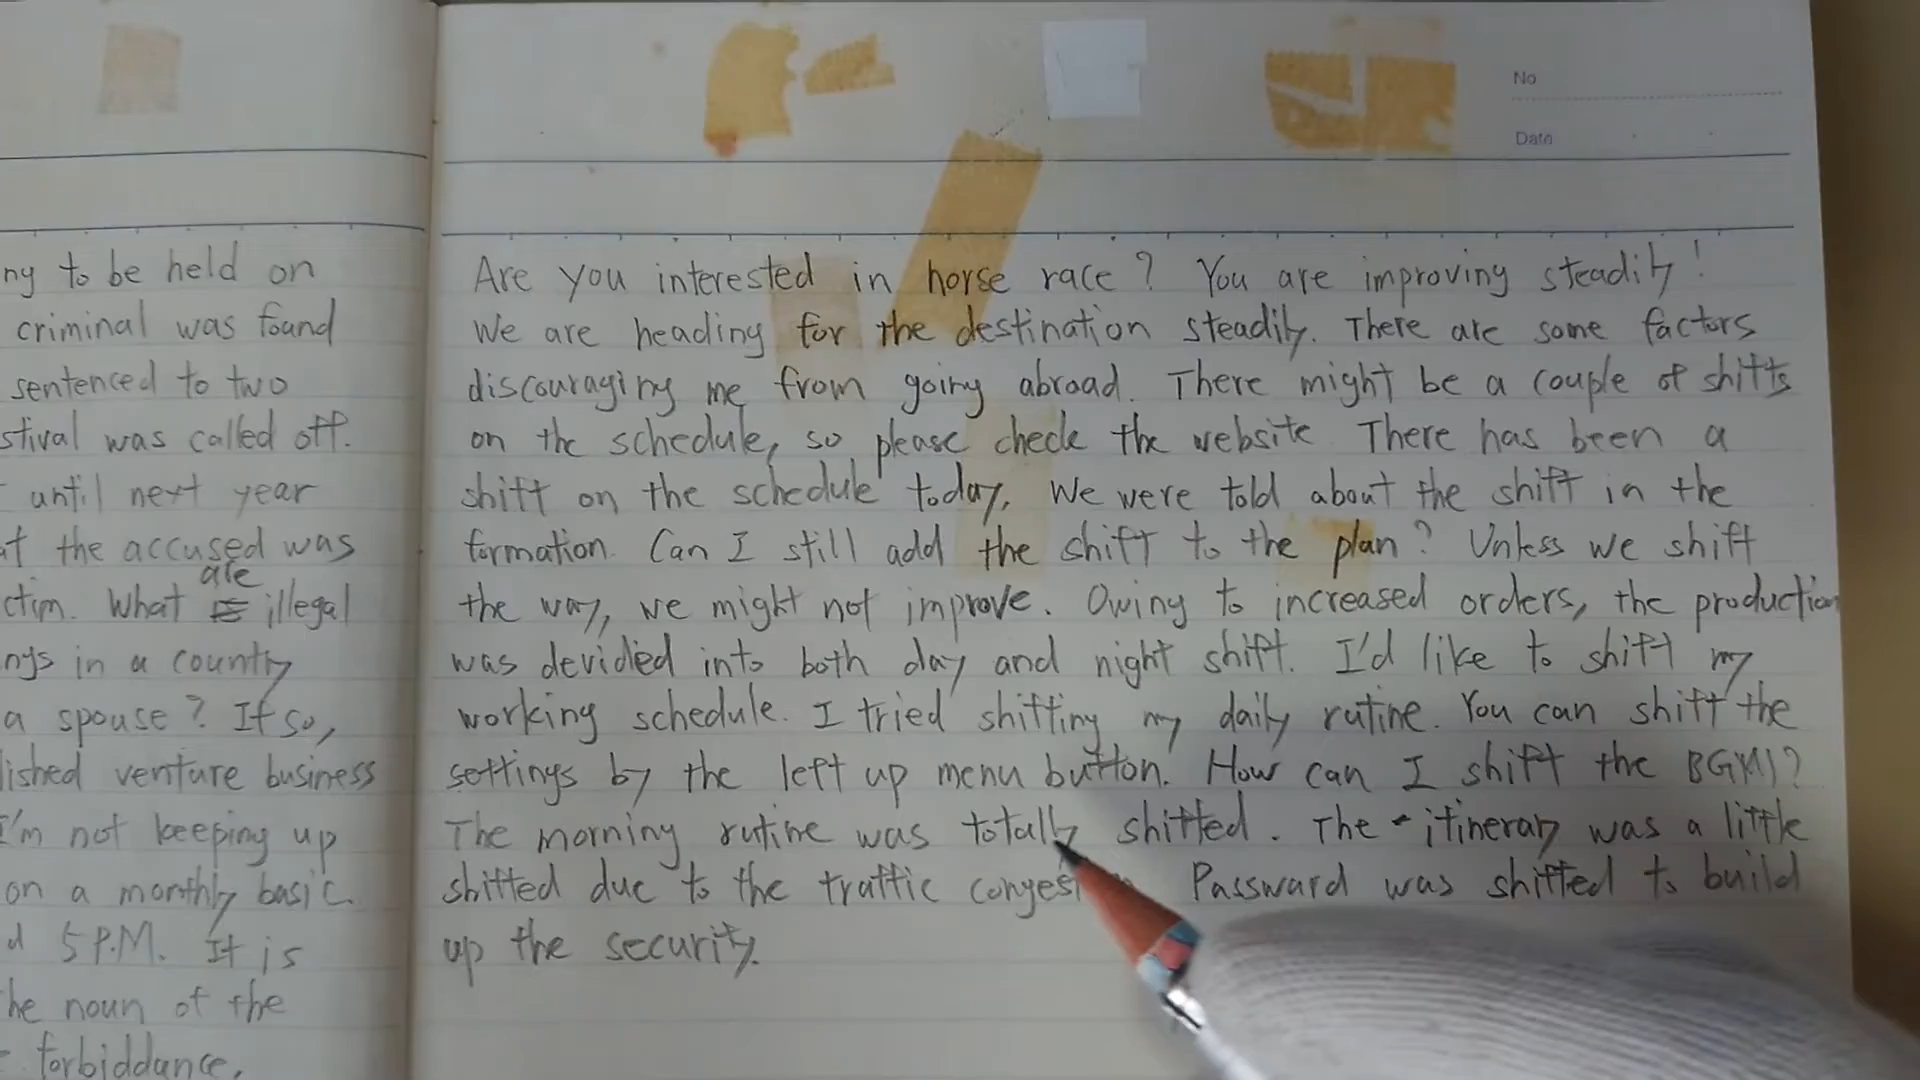 No
Date
ny to be held on
criminal was found
sentenced to two
stival was called off.
until next year
at the accused was
are
ctim. What illegal
nys in a country
a spouse? If so,
lished venture business
I'm not keeping up
on a monthly basic.
d 5 P.M. It is
he noun of the
forbiddance.
Are you interested in horse race? You are improving steadily!
We are heading for the destination steadily. There are some factors
discouraging me from going abroad. There might be a couple of shifts
on the schedule, so please check the website. There has been a
shift on the schedule today. We were told about the shift in the
formation. Can I still add the shift to the plan? Unless we shift
the way, we might not improve. Owing to increased orders, the production
was devided into both day and night shift. I'd like to shift my
working schedule. I tried shifting my daily rutine. You can shift the
settings by the left up menu button. How can I shift the BGM?
The morning rutine was totally shifted. The itinerary was a little
shifted due to the traffic Passward was shifted to build
up the security.